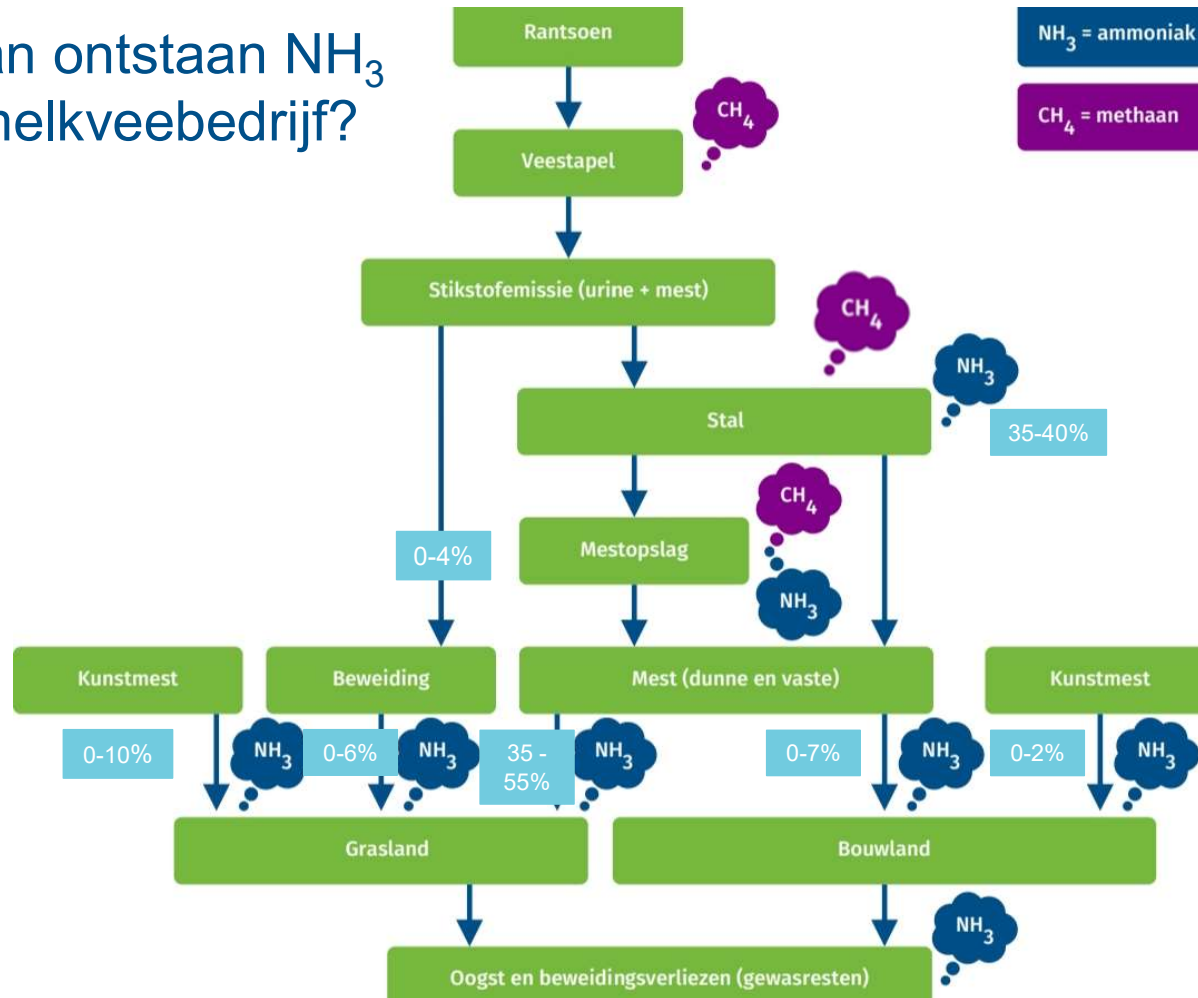 an ontstaan NH₃
melkveebedrijf?
Rantsoen
NH₃ = ammoniak
CH₄
CH₄ = methaan
Veestapel
Stikstofemissie (urine + mest)
CH₄
NH₃
Stal
35-40%
CH₄
0-4%
Mestopslag
NH₃
Kunstmest
Beweiding
Mest (dunne en vaste)
Kunstmest
0-10%
NH₃
0-6%
NH₃
35 -
55%
NH₃
0-7%
NH₃
0-2%
NH₃
Grasland
Bouwland
NH₃
Oogst en beweidingsverliezen (gewasresten)